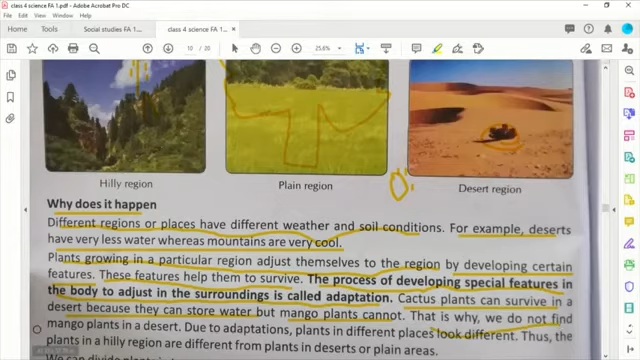 class 4 science FA 1.pdf - Adobe Acrobat Pro DC
File Edit View Sign Window Help
Home Tools Social studies FA 1... class 4 science FA 1... ×
10 / 20 25.6%
Hilly region Plain region Desert region
Why does it happen
Different regions or places have different weather and soil conditions. For example, deserts
have very less water whereas mountains are very cool.
Plants growing in a particular region adjust themselves to the region by developing certain
features. These features help them to survive. The process of developing special features in
the body to adjust in the surroundings is called adaptation. Cactus plants can survive in a
desert because they can store water but mango plants cannot. That is why, we do not find
mango plants in a desert. Due to adaptations, plants in different places look different. Thus, the
plants in a hilly region are different from plants in deserts or plain areas.